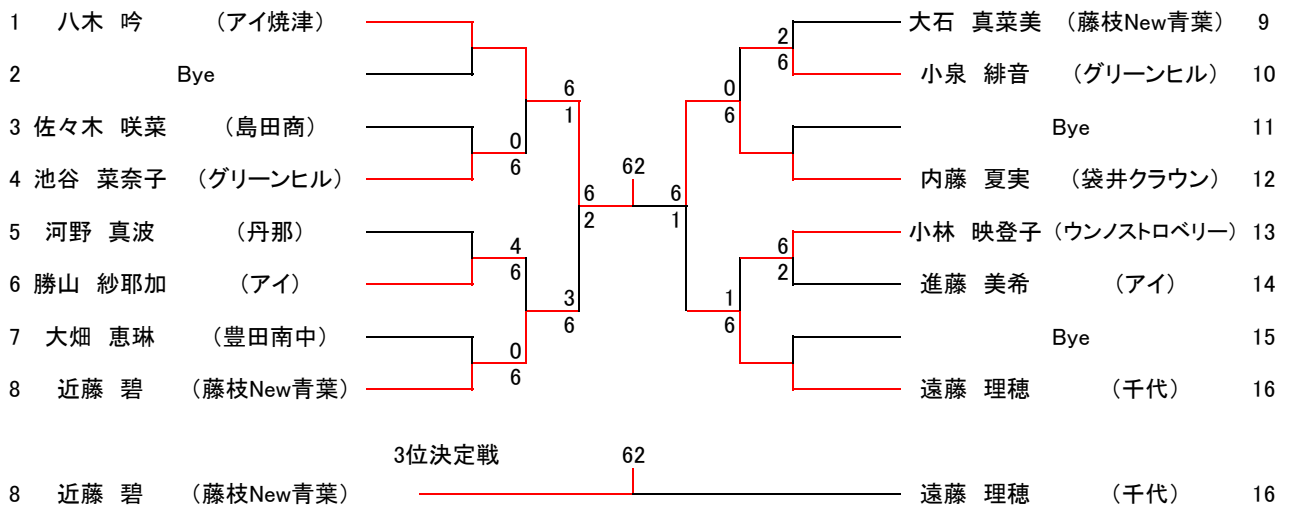 1 八木 吟 （アイ焼津） 大石 真菜美 （藤枝New青葉） 9
2
2 Bye 6 小泉 緋音 （グリーンヒル） 10
6 0
3 佐々木 咲菜 （島田商） 1 6 Bye 11
0
4 池谷 菜奈子 （グリーンヒル） 6 62 内藤 夏実 （袋井クラウン） 12
6 6
5 河野 真波 （丹那） 2 1 小林 映登子 （ウンノストロベリー） 13
4 6
6 勝山 紗耶加 （アイ） 6 2 進藤 美希 （アイ） 14
3 1
7 大畑 恵琳 （豊田南中） 6 6 Bye 15
0
8 近藤 碧 （藤枝New青葉） 6 遠藤 理穂 （千代） 16
3位決定戦 62
8 近藤 碧 （藤枝New青葉） 遠藤 理穂 （千代） 16